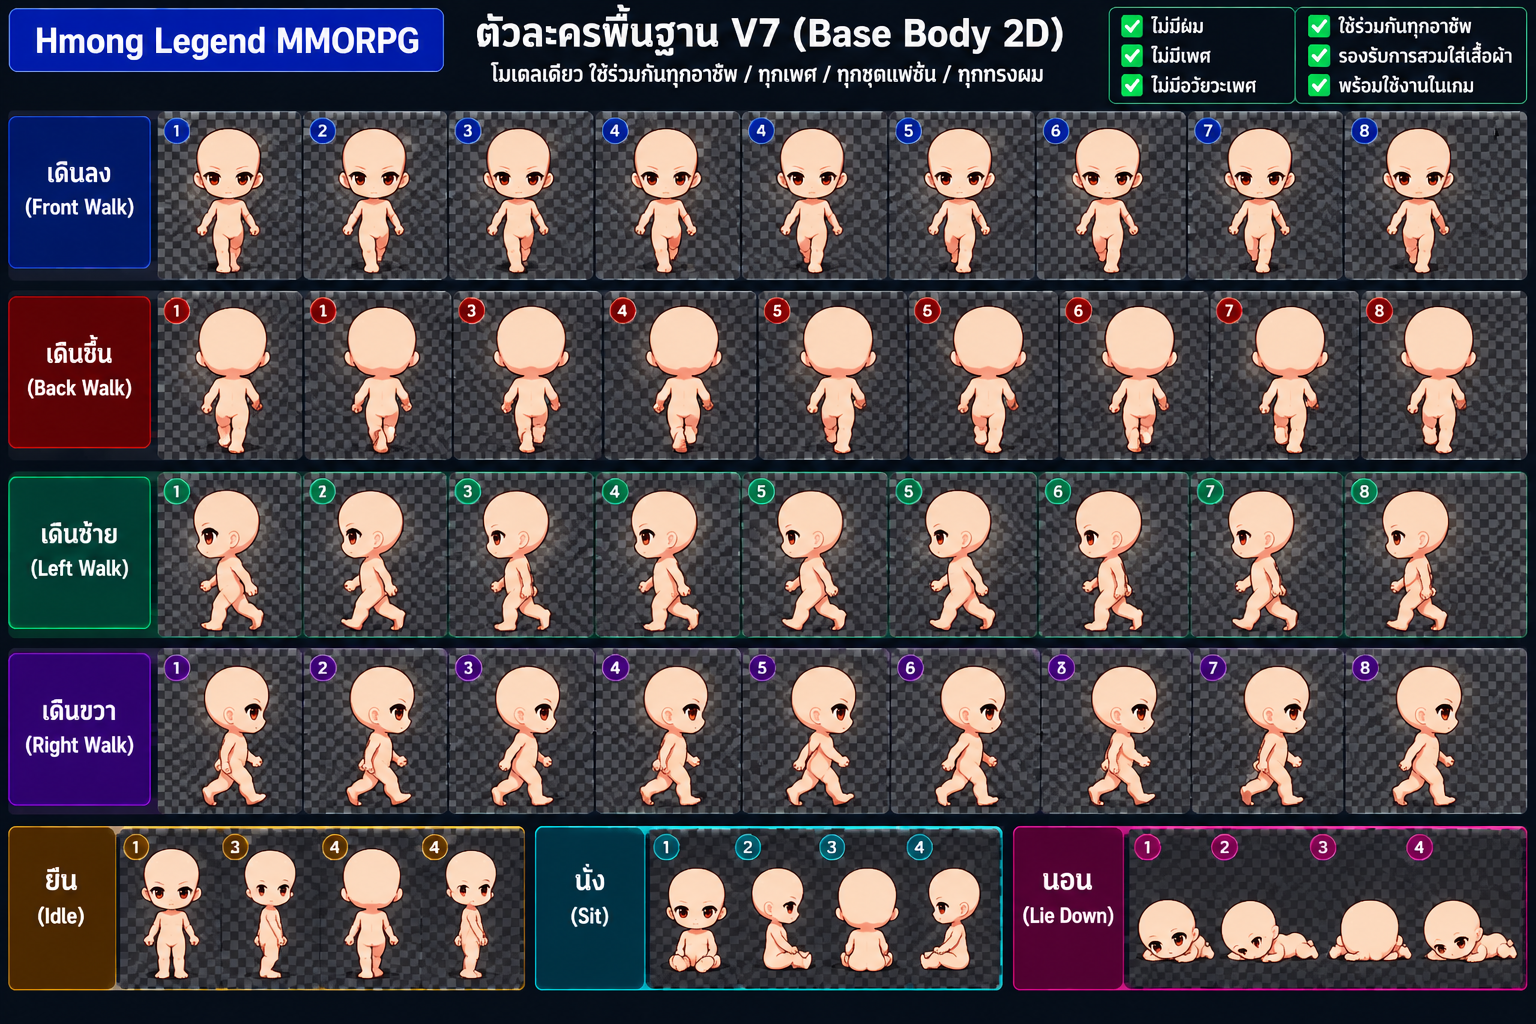 Hmong Legend MMORPG
ตัวละครพื้นฐาน V7 (Base Body 2D)
โมเดลเดียว ใช้ร่วมกันทุกอาชีพ / ทุกเพศ / ทุกชุดแฟชั่น / ทุกทรงผม
ไม่มีผม
ไม่มีเพศ
ไม่มีอวัยวะเพศ
ใช้ร่วมกันทุกอาชีพ
รองรับการสวมใส่เสื้อผ้า
พร้อมใช้งานในเกม
เดินลง
(Front Walk)
1 2 3 4 4 5 6 7 8
เดินขึ้น
(Back Walk)
1 1 3 4 5 5 6 7 8
เดินซ้าย
(Left Walk)
1 2 3 4 5 5 6 7 8
เดินขวา
(Right Walk)
1 2 3 4 5 6 8 7 8
ยืน
(Idle)
1 3 4 4
นั่ง
(Sit)
1 2 3 4
นอน
(Lie Down)
1 2 3 4